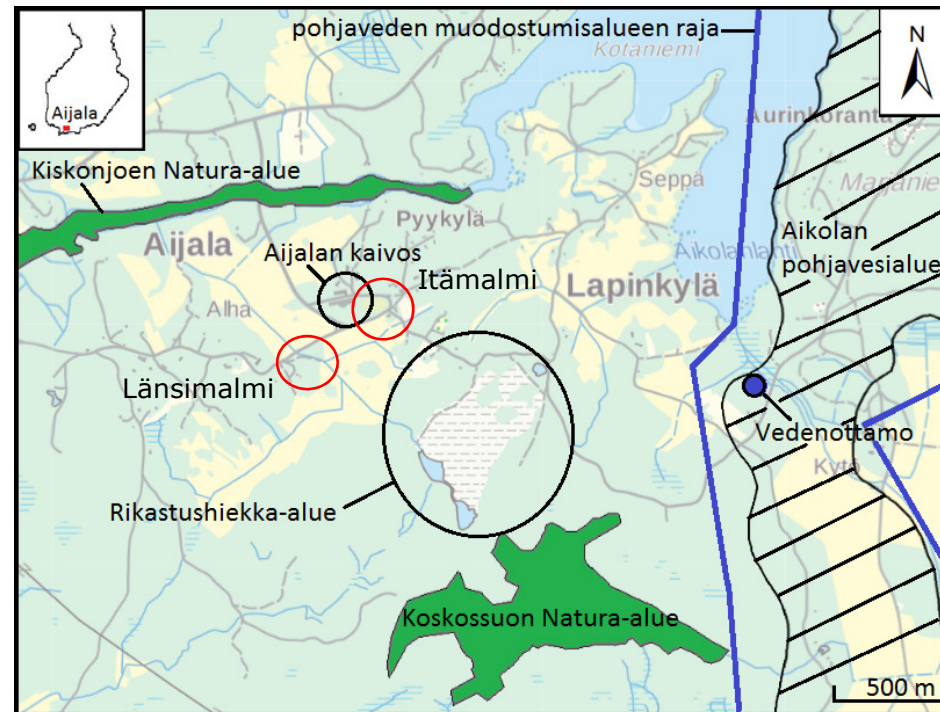 pohjaveden muodostumisalueen raja
N
Kotaniemi
Aijala
Aurinkoranta
Kiskonjoen Natura-alue
Seppä
Marjanie
Pyykylä
Aijala
Aijalan kaivos
Aikolan
pohjavesialue
Aikolanlahti
Itämalmi
Lapinkylä
Alha
Länsimalmi
Vedenottamo
Kytö
Rikastushiekka-alue
Koskossuon Natura-alue
500 m